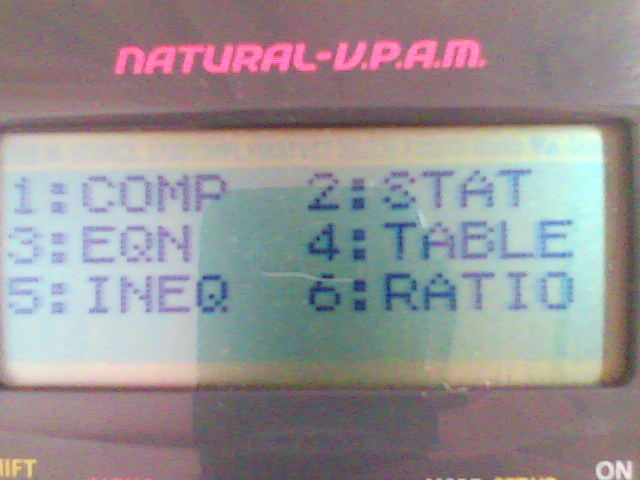 NATURAL-V.P.A.M.
1:COMP 2:STAT
3:EQN 4:TABLE
5:INEQ 6:RATIO
ON